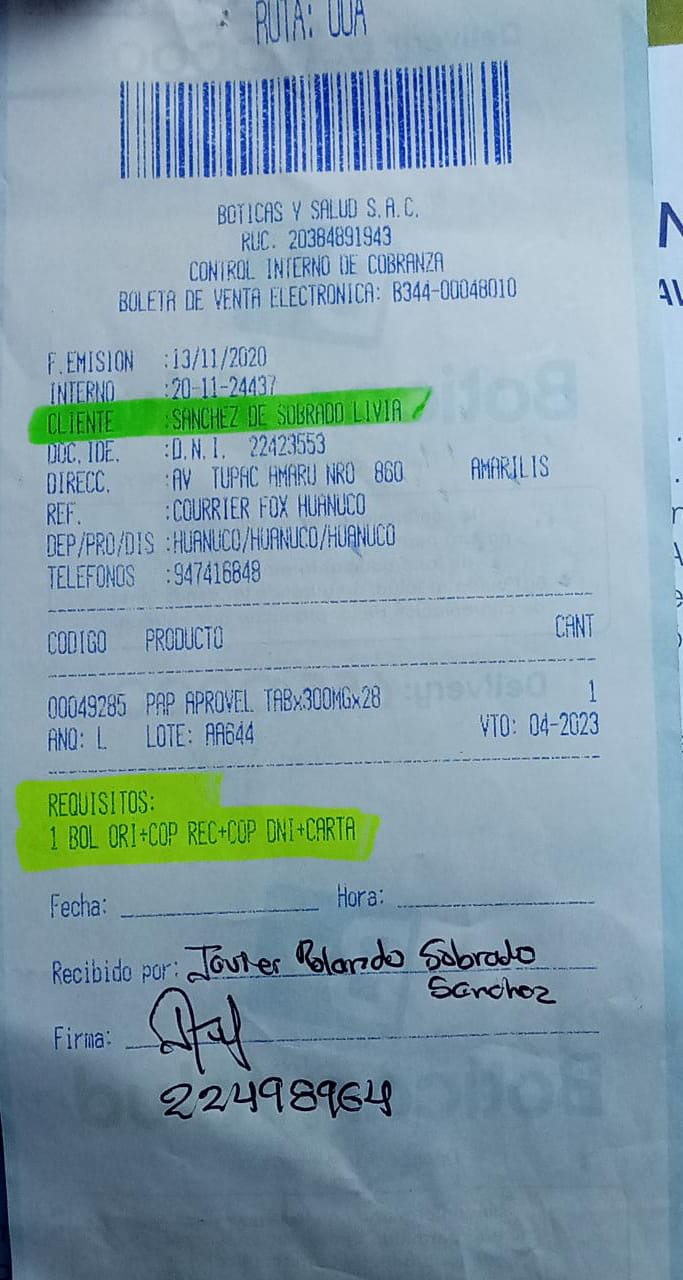 RUTA: OOA
BOTICAS Y SALUD S.A.C.
RUC. 20384891943
CONTROL INTERNO DE COBRANZA
BOLETA DE VENTA ELECTRONICA: B344-00048010
F.EMISION :13/11/2020
INTERNO :20-11-24437
CLIENTE :SANCHEZ DE SOBRADO LIVIA
DOC. IDE. :D.N.I. 22423553
DIRECC. :AV TUPAC AMARU NRO 860 AMARILIS
REF. :COURRIER FOX HUANUCO
DEP/PRO/DIS :HUANUCO/HUANUCO/HUANUCO
TELEFONOS :947416848
CODIGO PRODUCTO CANT
00049285 PAP APROVEL TABx300MGx28 1
ANQ: L LOTE: AA644 VTO: 04-2023
REQUISITOS:
1 BOL ORI+COP REC+COP DNI+CARTA
Fecha: Hora:
Recibido por: Javier Rolando Sobrado
Sanchez
Firma:
22498964